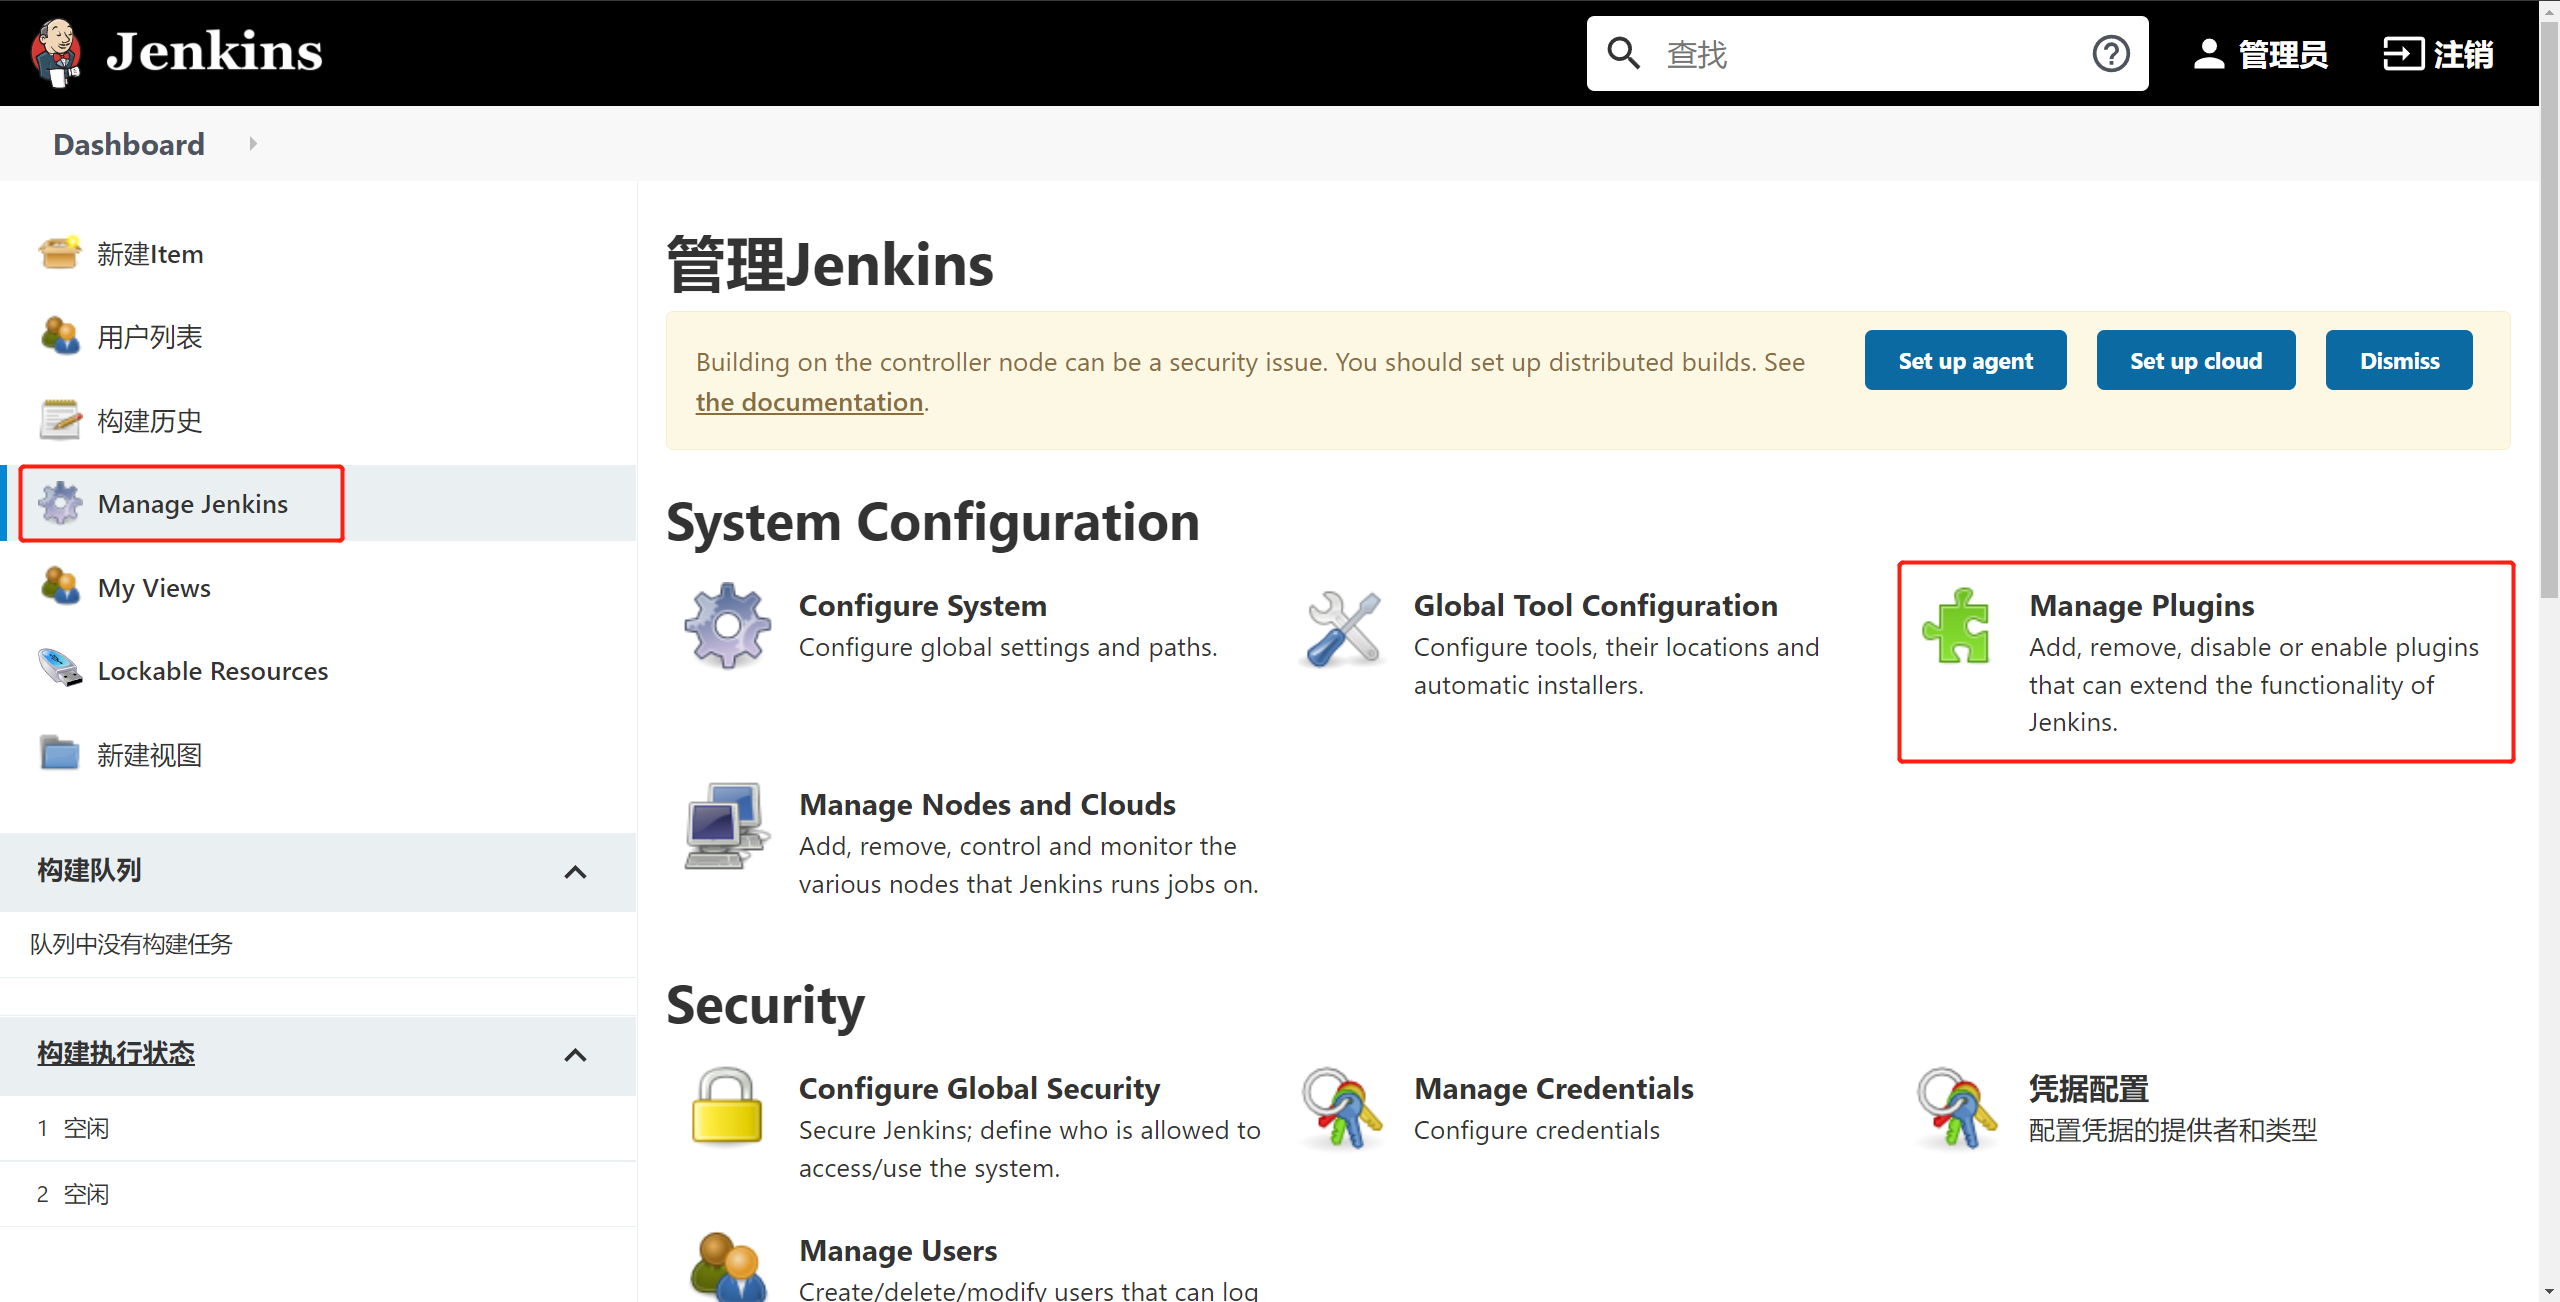 Jenkins
查找
管理员
注销
Dashboard
新建Item
用户列表
构建历史
Manage Jenkins
My Views
Lockable Resources
新建视图
构建队列
队列中没有构建任务
构建执行状态
1 空闲
2 空闲
管理Jenkins
Building on the controller node can be a security issue. You should set up distributed builds. See
the documentation.
Set up agent
Set up cloud
Dismiss
System Configuration
Configure System
Configure global settings and paths.
Global Tool Configuration
Configure tools, their locations and
automatic installers.
Manage Plugins
Add, remove, disable or enable plugins
that can extend the functionality of
Jenkins.
Manage Nodes and Clouds
Add, remove, control and monitor the
various nodes that Jenkins runs jobs on.
Security
Configure Global Security
Secure Jenkins; define who is allowed to
access/use the system.
Manage Credentials
Configure credentials
凭据配置
配置凭据的提供者和类型
Manage Users
Create/delete/modify users that can log